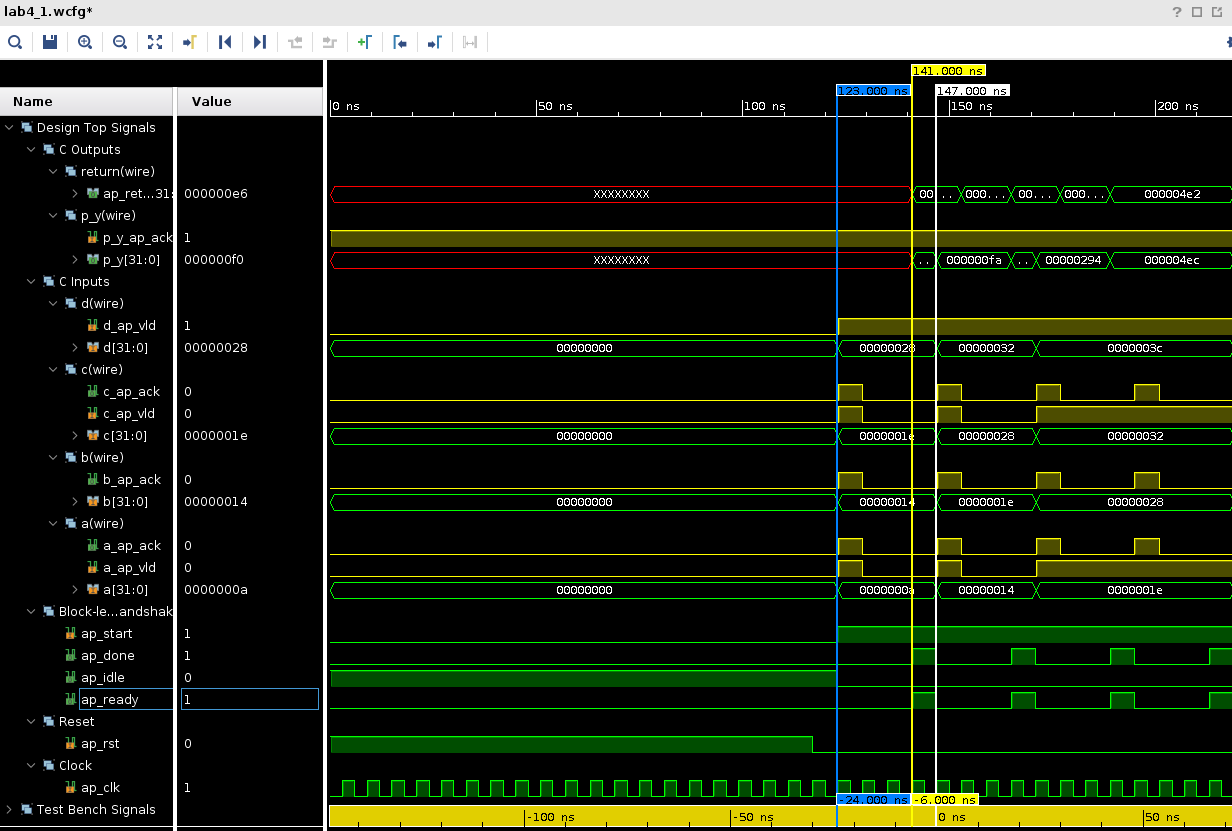 lab4_1.wcfg*
141.000 ns
123.000 ns 147.000 ns
Name Value 0 ns 50 ns 100 ns 150 ns 200 ns
Design Top Signals
C Outputs
return(wire)
ap_ret...31: 000000e6 XXXXXXXX 00 .. 000... 00... 000... 000004e2
p_y(wire)
p_y_ap_ack 1
p_y[31:0] 000000f0 XXXXXXXX .. 000000fa .. 00000294 000004ec
C Inputs
d(wire)
d_ap_vld 1
d[31:0] 00000028 00000000 00000028 00000032 0000003c
c(wire)
c_ap_ack 0
c_ap_vld 0
c[31:0] 0000001e 00000000 0000001e 00000028 00000032
b(wire)
b_ap_ack 0
b[31:0] 00000014 00000000 00000014 0000001e 00000028
a(wire)
a_ap_ack 0
a_ap_vld 0
a[31:0] 0000000a 00000000 0000000a 00000014 0000001e
Block-le...andshak
ap_start 1
ap_done 1
ap_idle 0
ap_ready 1
Reset
ap_rst 0
Clock
ap_clk 1
-24.000 ns -6.000 ns
Test Bench Signals -100 ns -50 ns 0 ns 50 ns